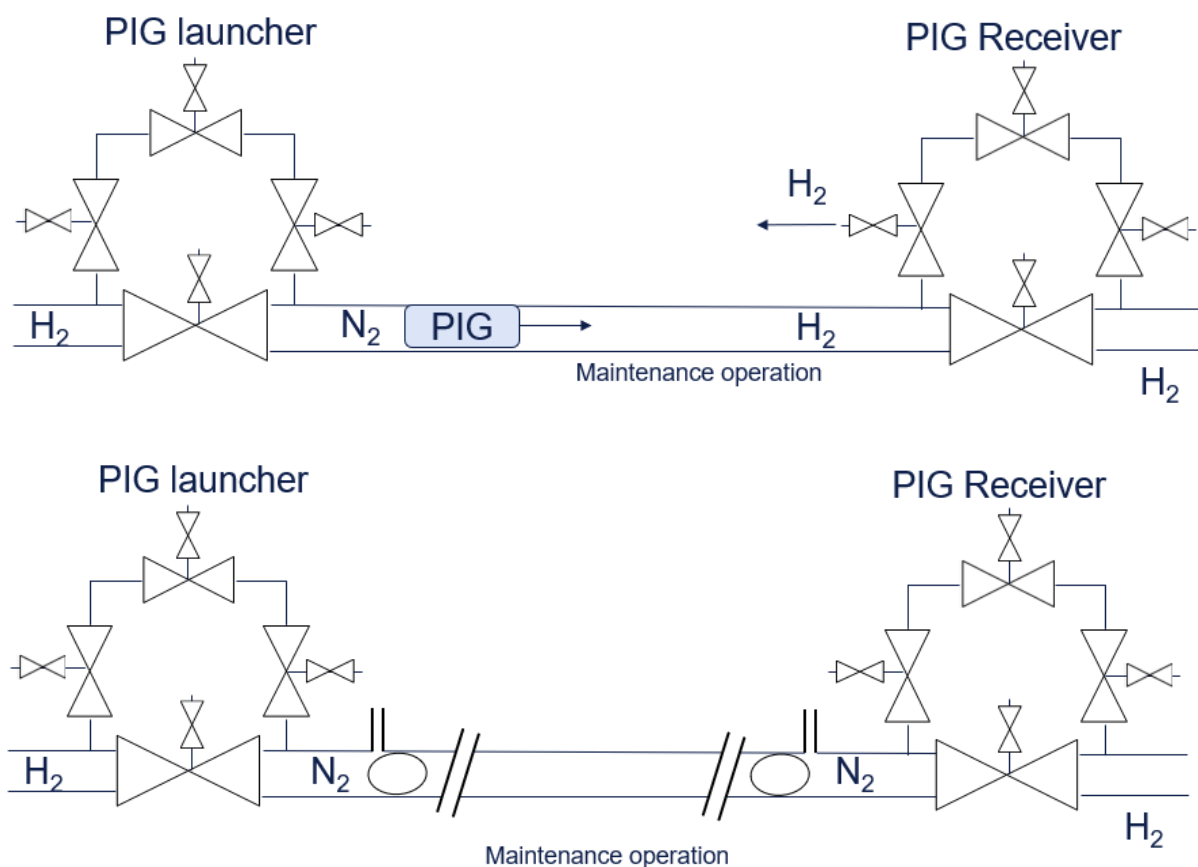 PIG launcher
PIG Receiver
H₂
H₂
N₂
PIG
H₂
Maintenance operation
H₂
PIG launcher
PIG Receiver
H₂
N₂
N₂
H₂
Maintenance operation